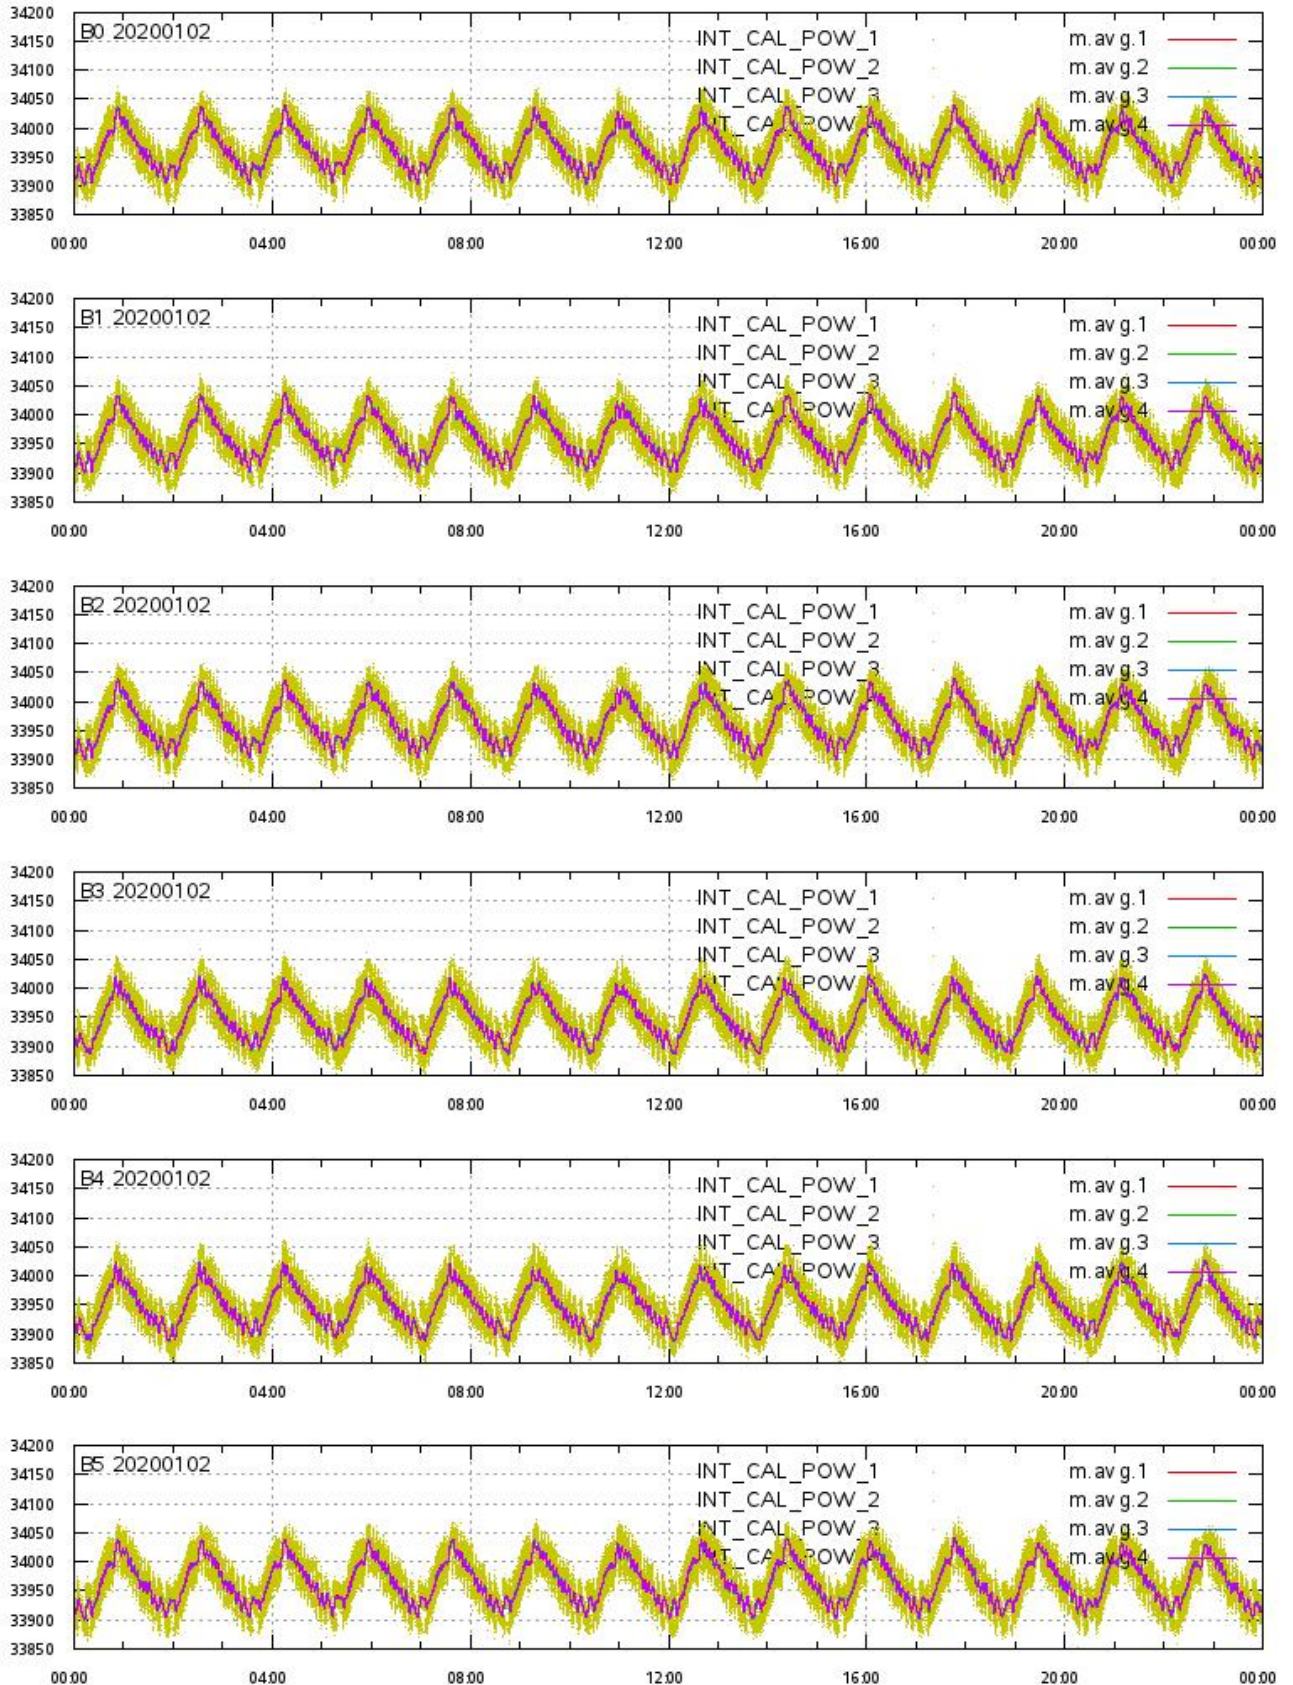 34200
B0 20200102 INT_CAL_POW_1 m.avg.1
34150
34100 INT_CAL_POW_2 m.avg.2
34050 INT_CAL_POW_3 m.avg.3
34000 m.avg.4
33950
33900
33850
00:00 04:00 08:00 12:00 16:00 20:00 00:00
34200
B1 20200102 INT_CAL_POW_1 m.avg.1
34150
34100 INT_CAL_POW_2 m.avg.2
34050 INT_CAL_POW_3 m.avg.3
34000 m.avg.4
33950
33900
33850
00:00 04:00 08:00 12:00 16:00 20:00 00:00
34200
B2 20200102 INT_CAL_POW_1 m.avg.1
34150
34100 INT_CAL_POW_2 m.avg.2
34050 INT_CAL_POW_3 m.avg.3
34000 m.avg.4
33950
33900
33850
00:00 04:00 08:00 12:00 16:00 20:00 00:00
34200
B3 20200102 INT_CAL_POW_1 m.avg.1
34150
34100 INT_CAL_POW_2 m.avg.2
34050 INT_CAL_POW_3 m.avg.3
34000 m.avg.4
33950
33900
33850
00:00 04:00 08:00 12:00 16:00 20:00 00:00
34200
B4 20200102 INT_CAL_POW_1 m.avg.1
34150
34100 INT_CAL_POW_2 m.avg.2
34050 INT_CAL_POW_3 m.avg.3
34000 m.avg.4
33950
33900
33850
00:00 04:00 08:00 12:00 16:00 20:00 00:00
34200
B5 20200102 INT_CAL_POW_1 m.avg.1
34150
34100 INT_CAL_POW_2 m.avg.2
34050 INT_CAL_POW_3 m.avg.3
34000 m.avg.4
33950
33900
33850
00:00 04:00 08:00 12:00 16:00 20:00 00:00